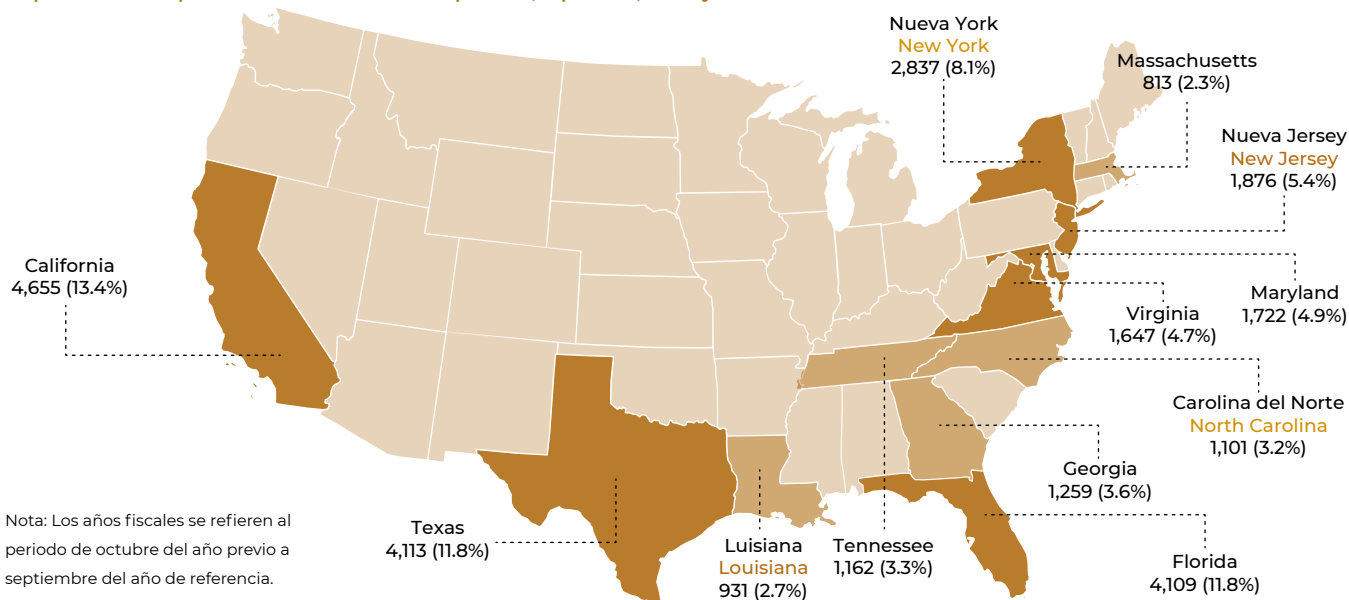 Nueva York
New York
2,837 (8.1%)
Massachusetts
813 (2.3%)
Nueva Jersey
New Jersey
1,876 (5.4%)
California
4,655 (13.4%)
Maryland
1,722 (4.9%)
Virginia
1,647 (4.7%)
Carolina del Norte
North Carolina
1,101 (3.2%)
Georgia
1,259 (3.6%)
Nota: Los años fiscales se refieren al
periodo de octubre del año previo a
septiembre del año de referencia.
Texas
4,113 (11.8%)
Luisiana
Louisiana
931 (2.7%)
Tennessee
1,162 (3.3%)
Florida
4,109 (11.8%)